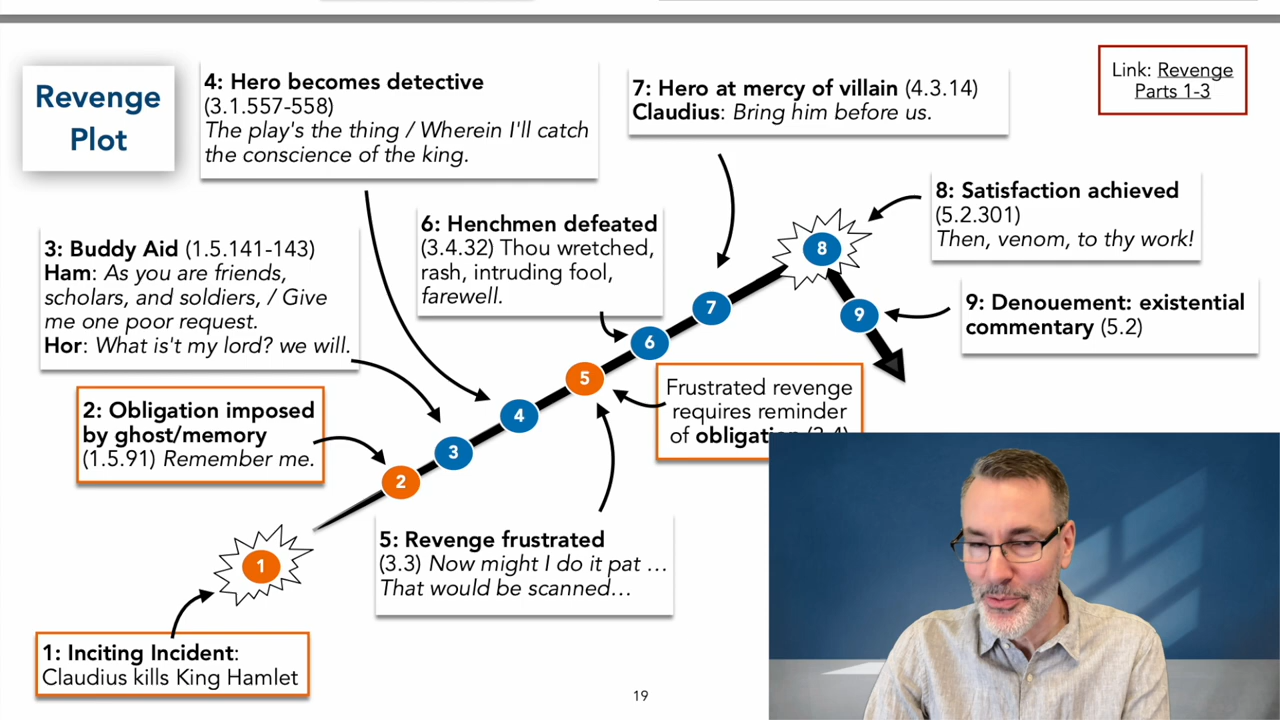 Revenge
Plot
4: Hero becomes detective
(3.1.557-558)
The play's the thing / Wherein I'll catch
the conscience of the king.
7: Hero at mercy of villain (4.3.14)
Claudius: Bring him before us.
Link: Revenge
Parts 1-3
8: Satisfaction achieved
(5.2.301)
Then, venom, to thy work!
6: Henchmen defeated
(3.4.32) Thou wretched,
rash, intruding fool,
farewell.
3: Buddy Aid (1.5.141-143)
Ham: As you are friends,
scholars, and soldiers, / Give
me one poor request.
Hor: What is't my lord? we will.
9: Denouement: existential
commentary (5.2)
8
7
9
6
5
4
3
2
1
Frustrated revenge
requires reminder
of obligation (3.4)
2: Obligation imposed
by ghost/memory
(1.5.91) Remember me.
5: Revenge frustrated
(3.3) Now might I do it pat …
That would be scanned…
1: Inciting Incident:
Claudius kills King Hamlet
19